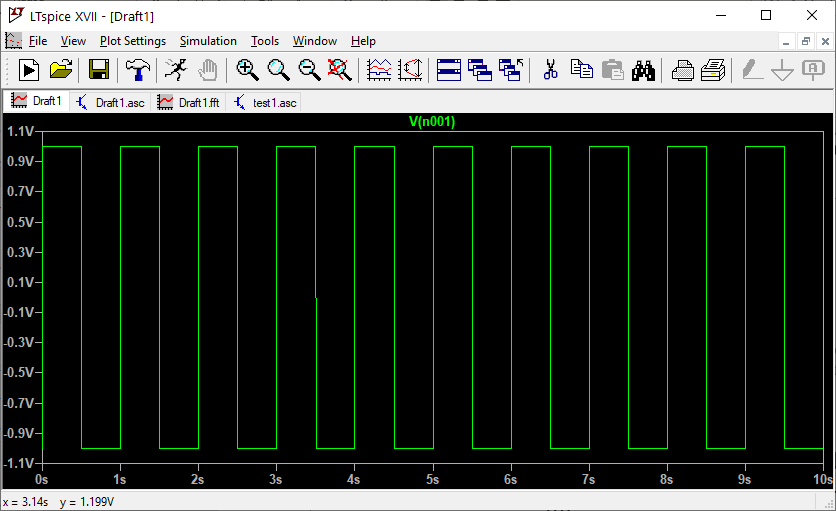 LTspice XVII - [Draft1]
File View Plot Settings Simulation Tools Window Help
Draft1 Draft1.asc Draft1.fft test1.asc
V(n001)
1.1V
0.9V
0.7V
0.5V
0.3V
0.1V
-0.1V
-0.3V
-0.5V
-0.7V
-0.9V
-1.1V
0s 1s 2s 3s 4s 5s 6s 7s 8s 9s 10s
x = 3.14s y = 1.199V